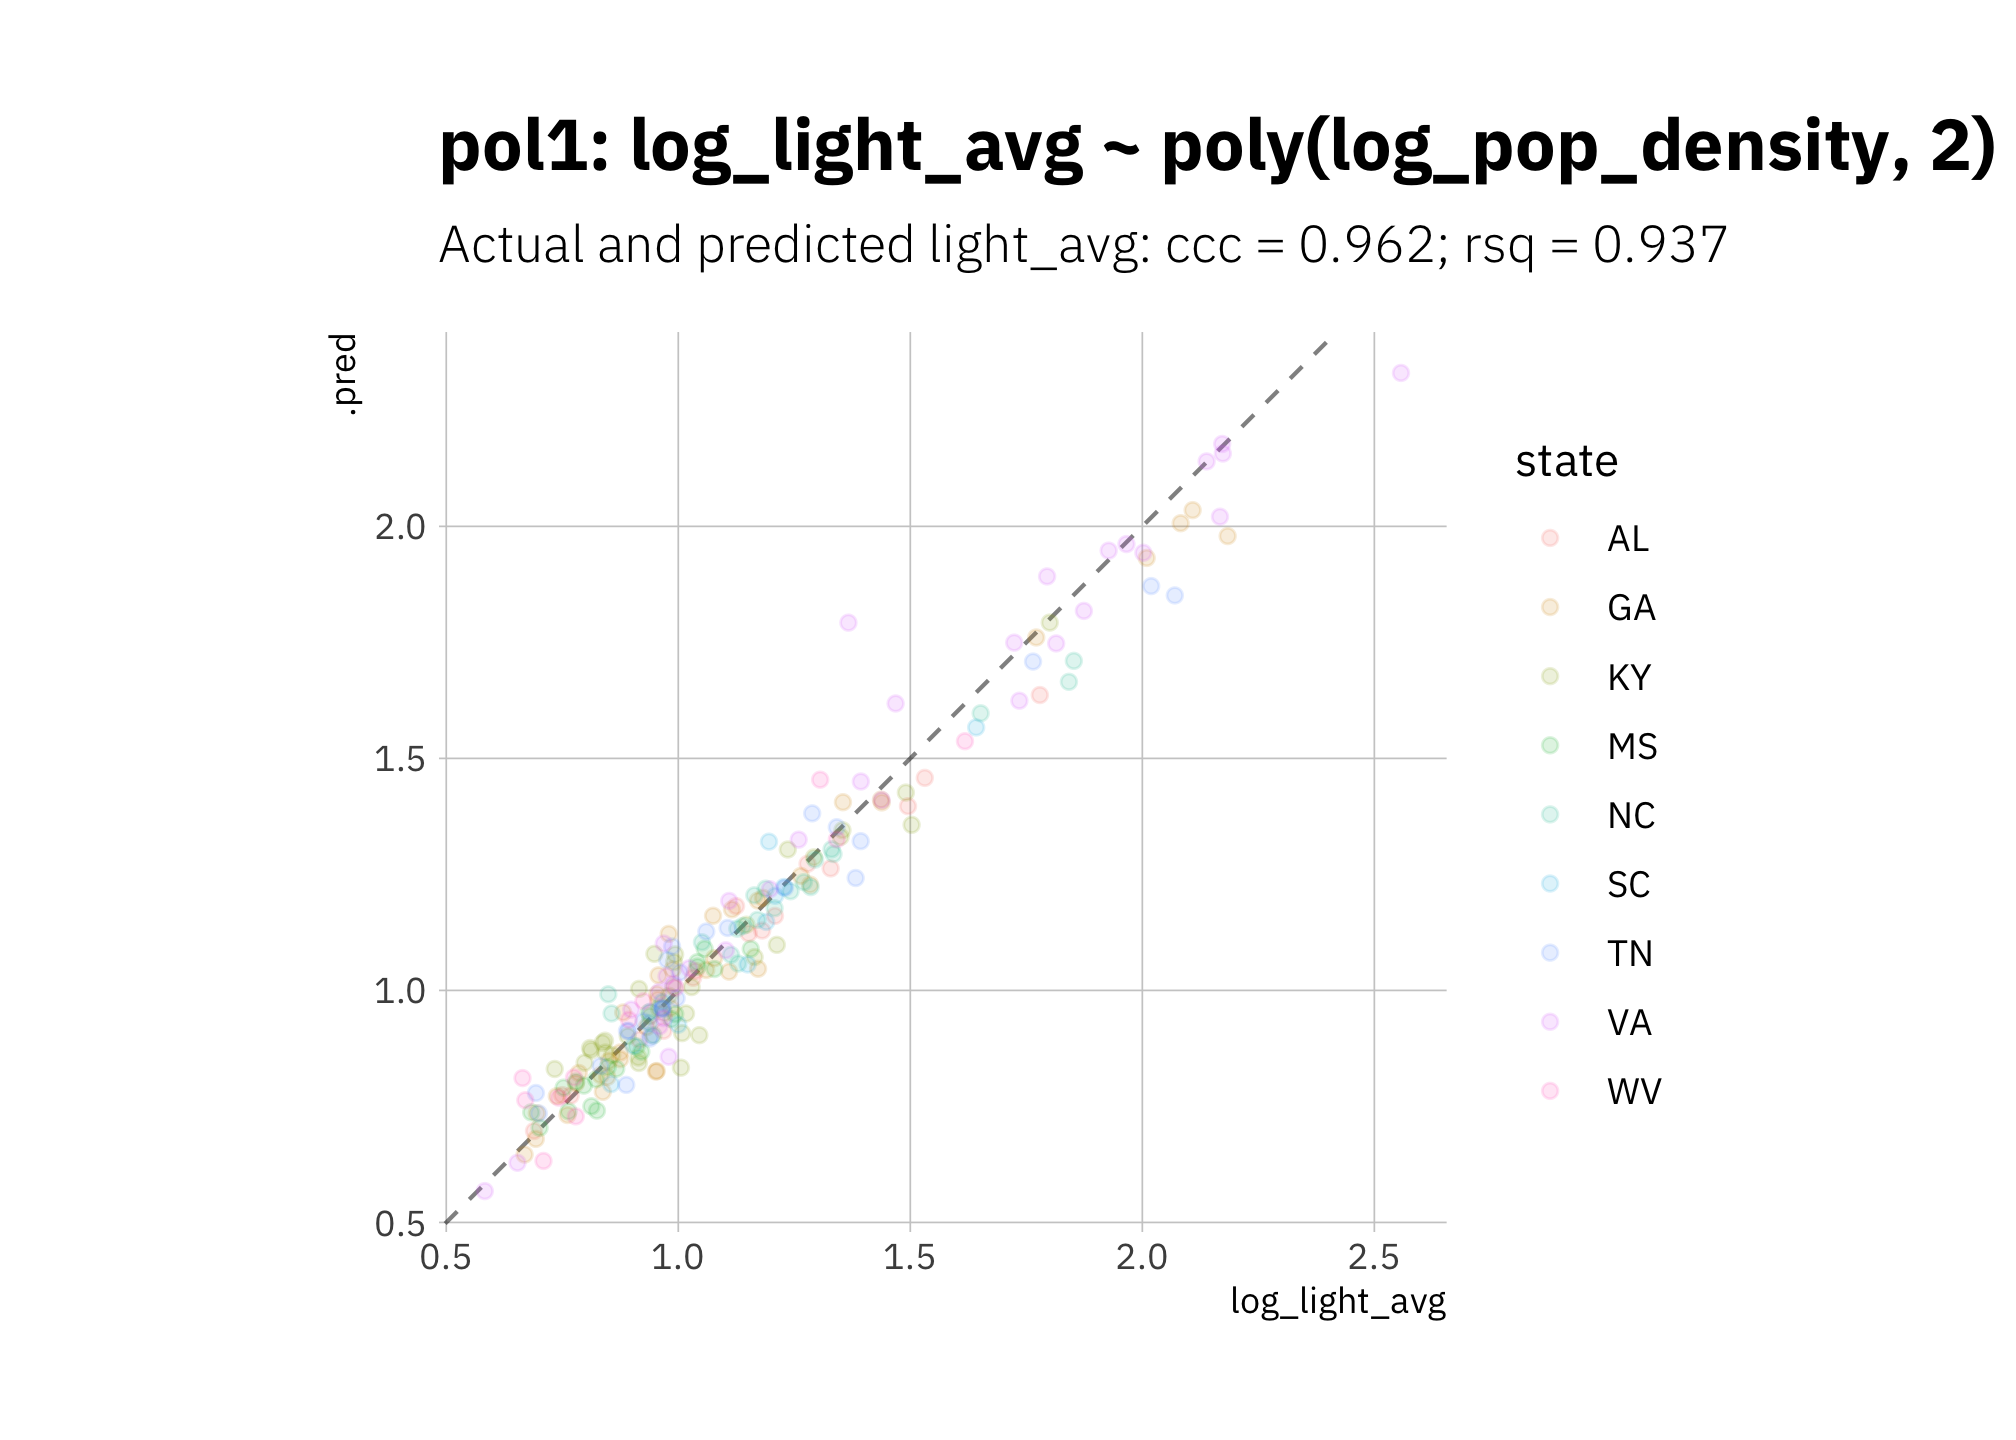 pol1: log_light_avg ~ poly(log_pop_density, 2)
Actual and predicted light_avg: ccc = 0.962; rsq = 0.937
.pred
2.0
1.5
1.0
0.5
0.5 1.0 1.5 2.0 2.5
log_light_avg
state
AL
GA
KY
MS
NC
SC
TN
VA
WV